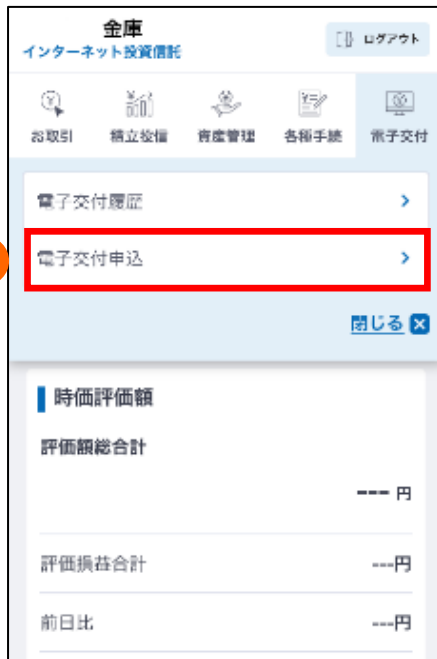 金庫
インターネット投資信託
ログアウト
お取引 積立投信 資産管理 各種手続 電子交付
電子交付履歴
電子交付申込
閉じる
時価評価額
評価額総合計
--- 円
評価損益合計 ---円
前日比 ---円